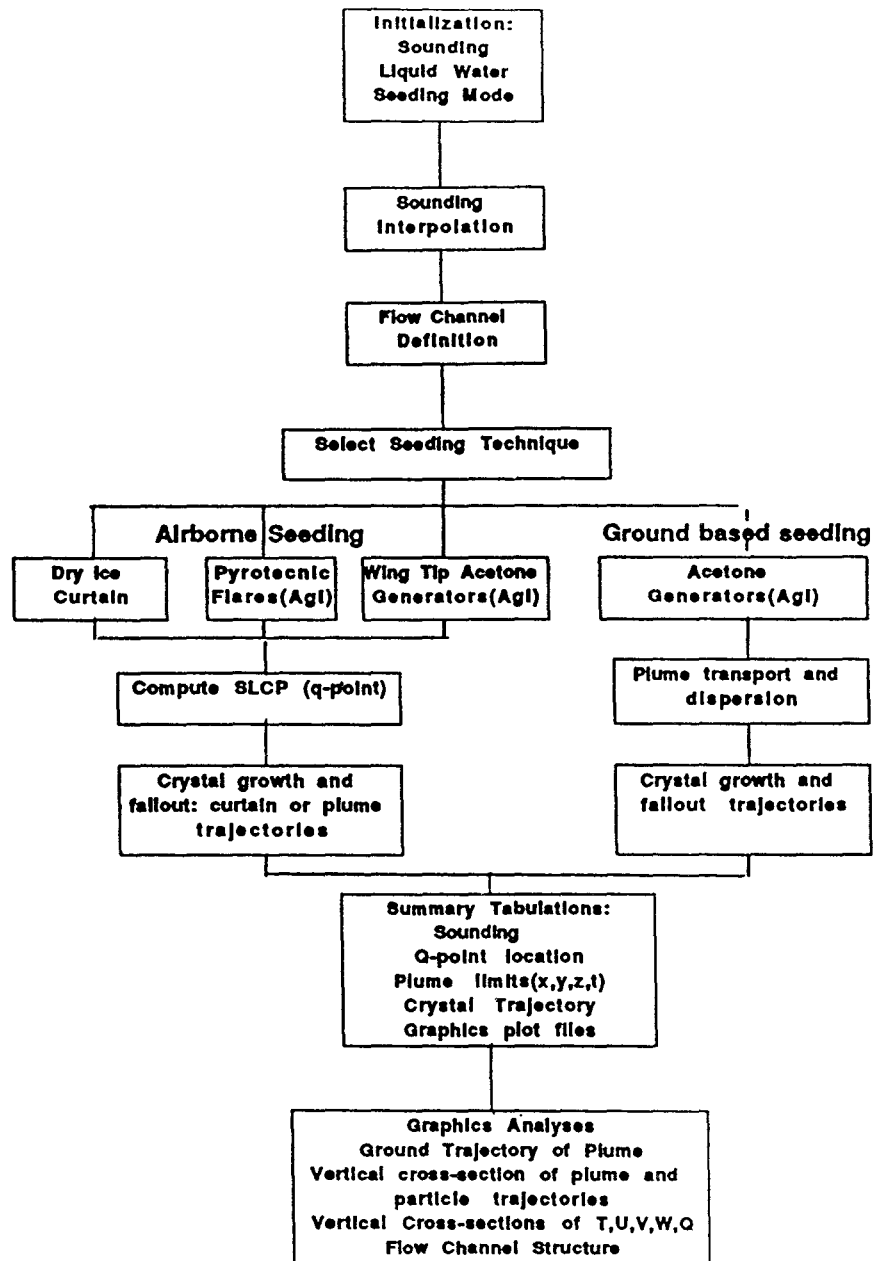 Initialization:
Sounding
Liquid Water
Seeding Mode
Sounding
Interpolation
Flow Channel
Definition
Select Seeding Technique
Airborne Seeding
Ground based seeding
Dry Ice
Curtain
Pyrotecnic
Flares(AgI)
Wing Tip Acetone
Generators(AgI)
Acetone
Generators(AgI)
Compute SLCP (q-point)
Plume transport and
dispersion
Crystal growth and
fallout: curtain or plume
trajectories
Crystal growth and
fallout trajectories
Summary Tabulations:
Sounding
Q-point location
Plume limits(x,y,z,t)
Crystal Trajectory
Graphics plot files
Graphics Analyses
Ground Trajectory of Plume
Vertical cross-section of plume and
particle trajectories
Vertical Cross-sections of T,U,V,W,Q
Flow Channel Structure